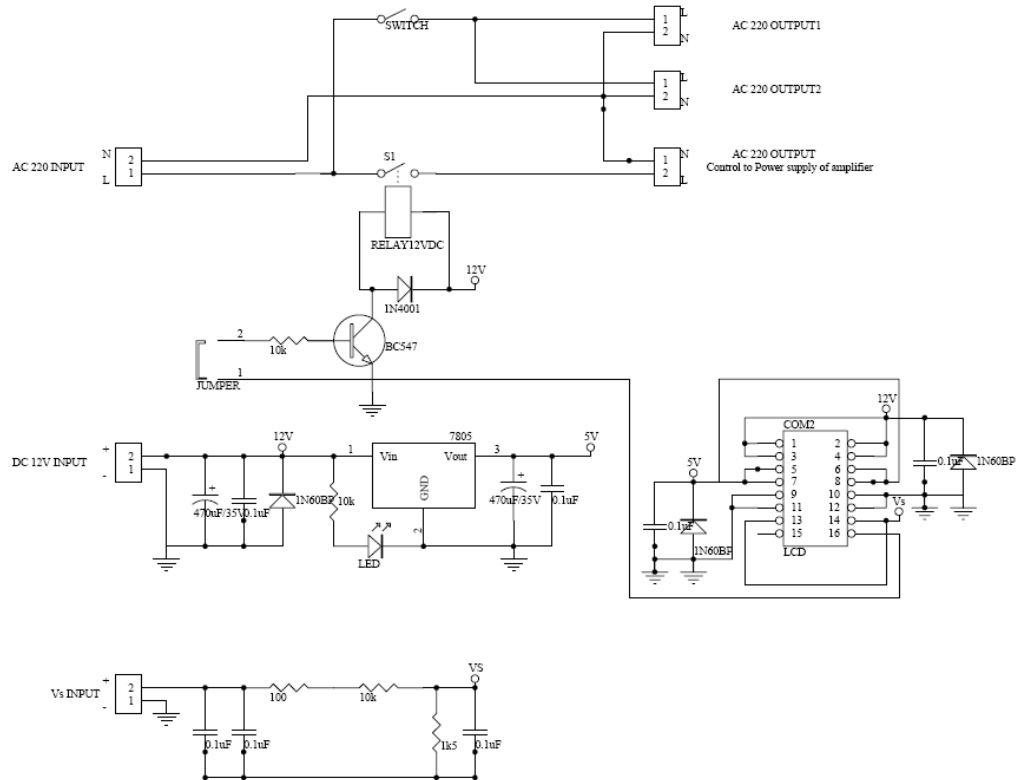 SWITCH
L
1
2
N
AC 220 OUTPUT1
L
1
2
N
AC 220 OUTPUT2
AC 220 INPUT
N
2
1
L
S1
N
1
2
L
AC 220 OUTPUT
Control to Power supply of amplifier
RELAY12VDC
12V
1N4001
BC547
2
10k
1
JUMPER
DC 12V INPUT
+
-
2
1
12V
470uF/35V
+
0.1uF
1N60BP
10k
LED
1
7805
Vin
Vout
GND
2
3
5V
+
470uF/35V
0.1uF
5V
0.1uF
1N60BP
COM2
1 2
3 4
5 6
7 8
9 10
11 12
13 14
15 16
LCD
12V
0.1uF
1N60BP
Vs
Vs INPUT
+
-
2
1
0.1uF
0.1uF
100
10k
1k5
VS
0.1uF